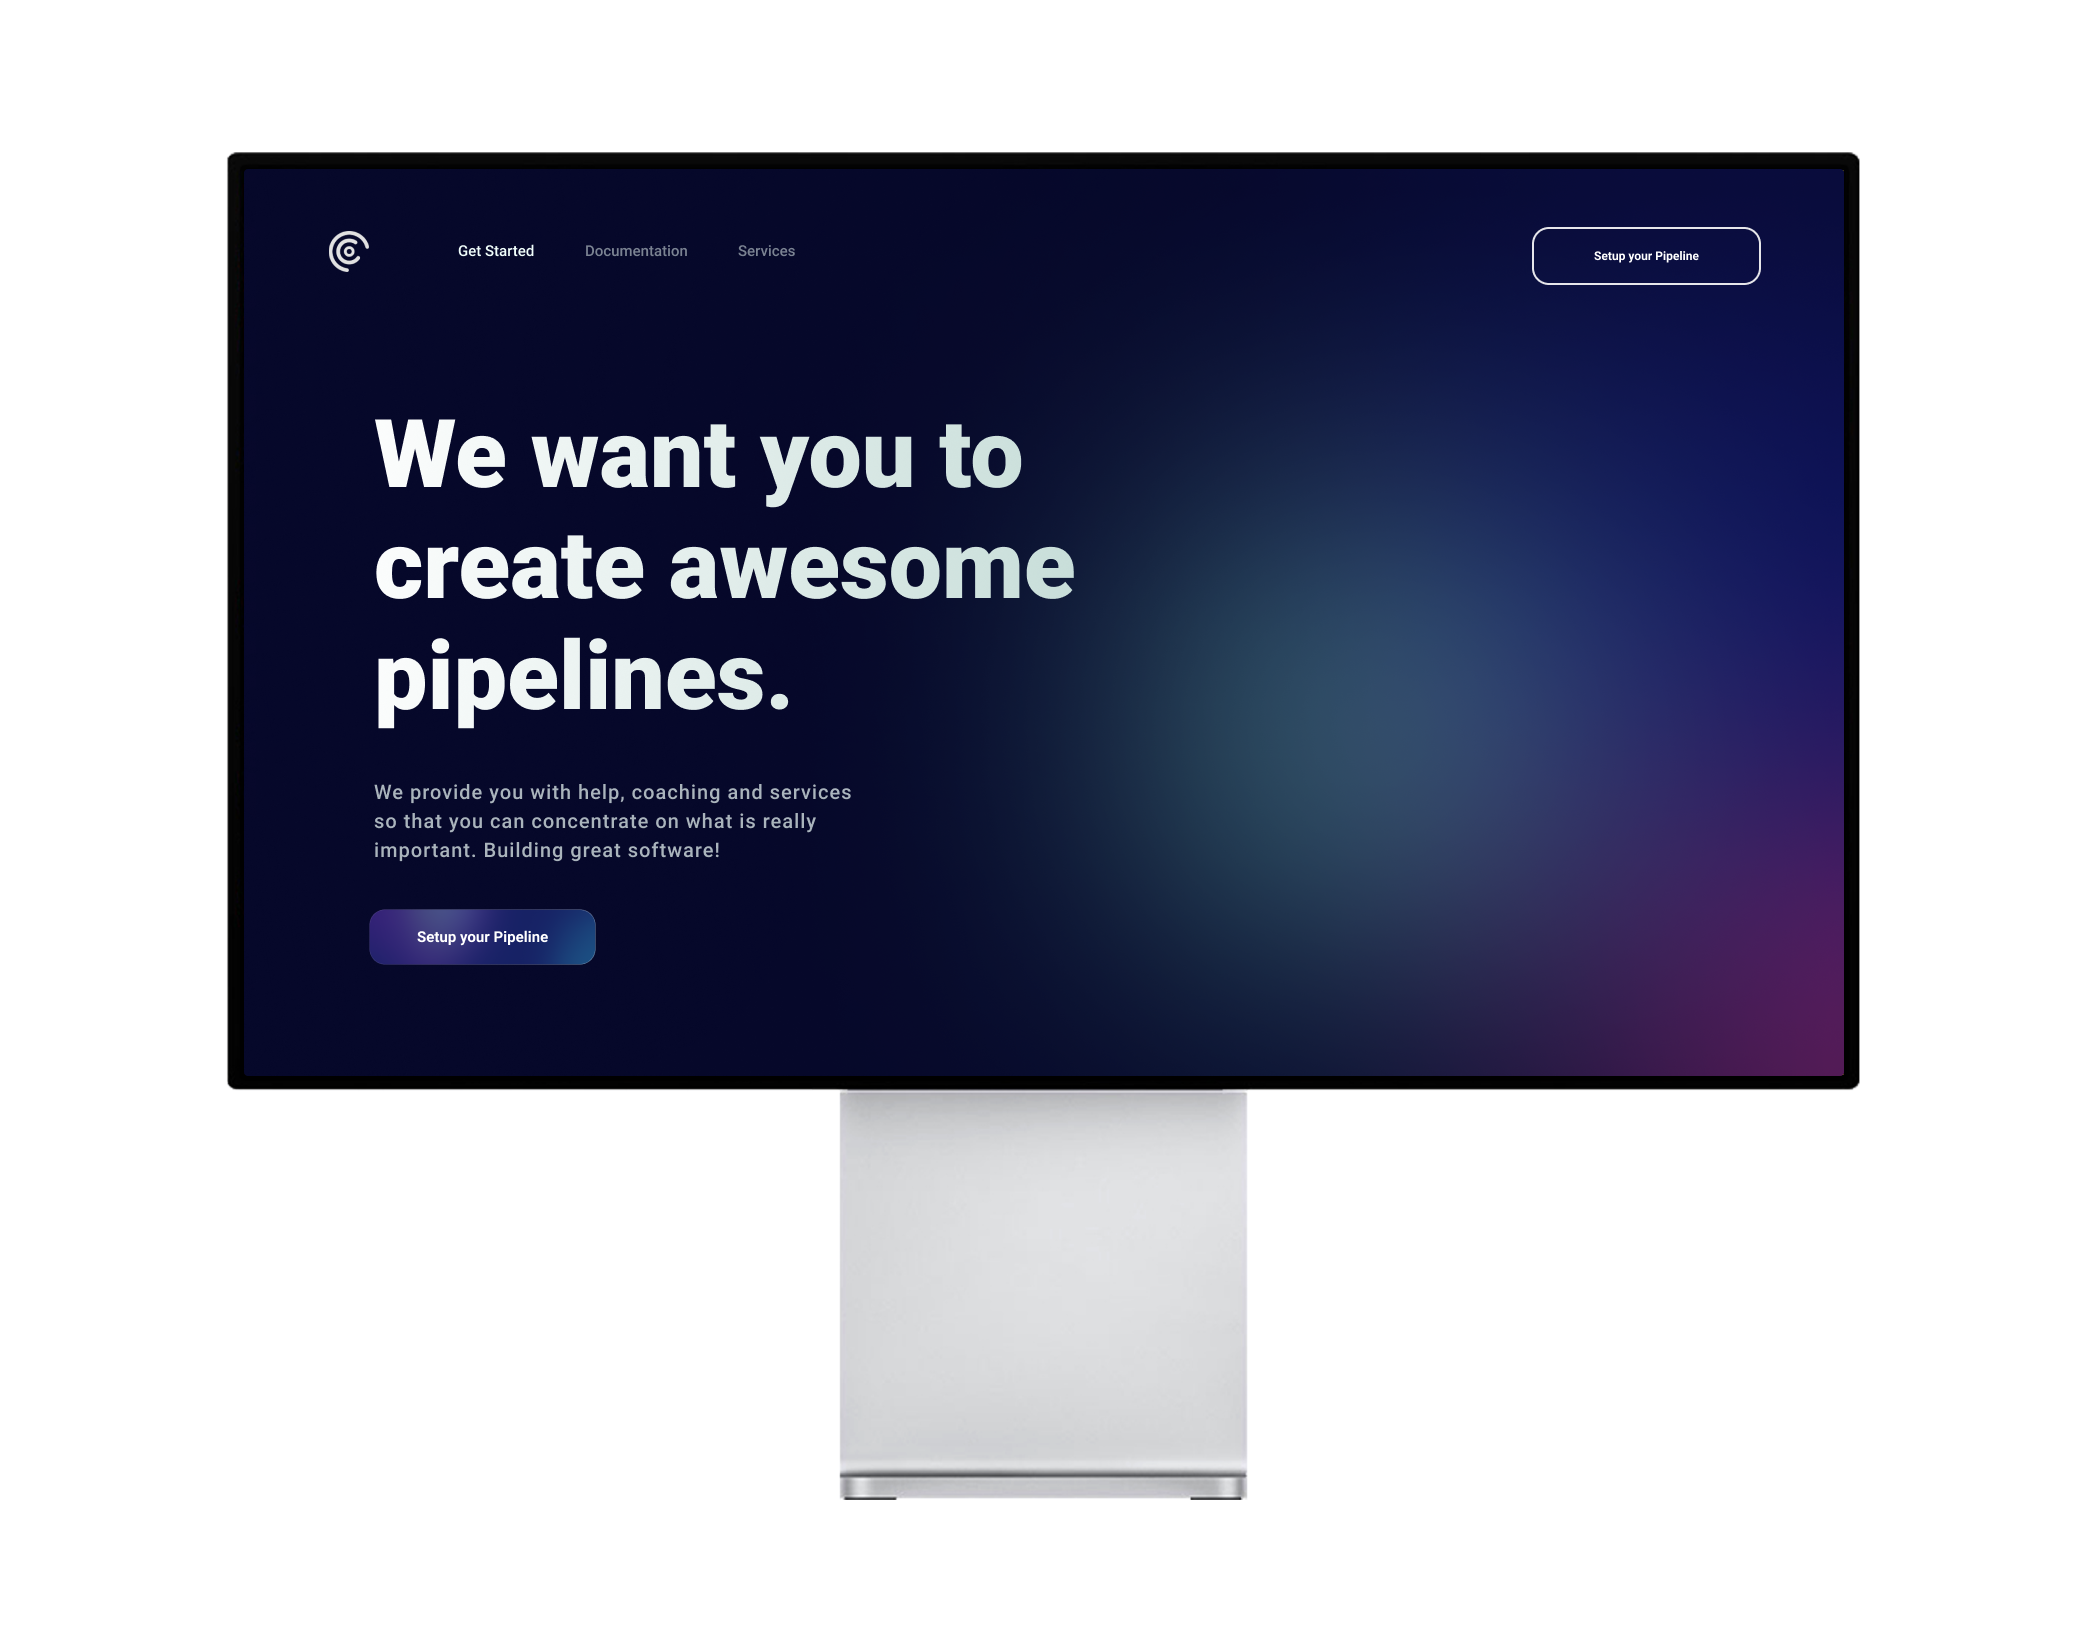 Get Started
Documentation
Services
Setup your Pipeline
We want you to
create awesome
pipelines.
We provide you with help, coaching and services
so that you can concentrate on what is really
important. Building great software!
Setup your Pipeline